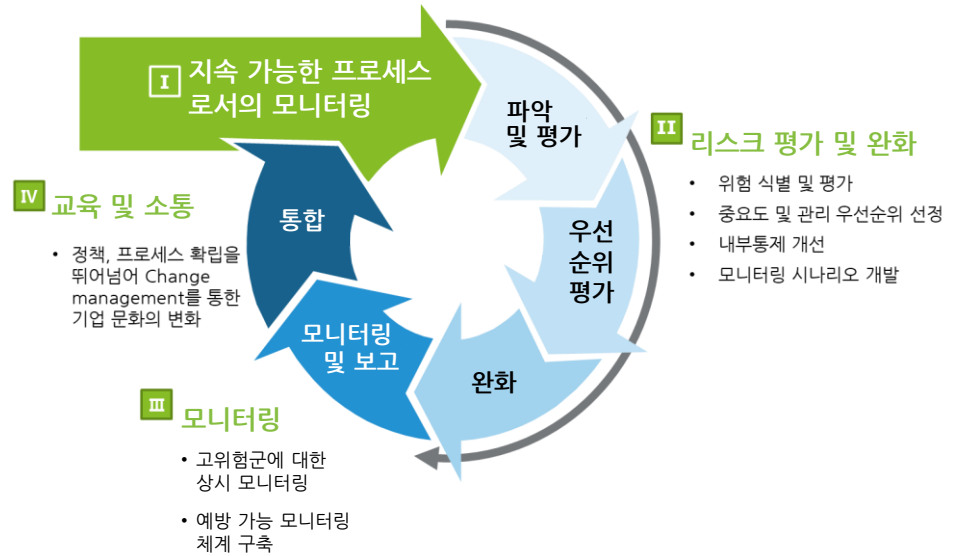 I 지속 가능한 프로세스
로서의 모니터링
파악
및 평가
II 리스크 평가 및 완화
• 위험 식별 및 평가
• 중요도 및 관리 우선순위 선정
• 내부통제 개선
• 모니터링 시나리오 개발
우선
순위
평가
완화
모니터링
및 보고
통합
III 모니터링
• 고위험군에 대한
상시 모니터링
• 예방 가능 모니터링
체계 구축
IV 교육 및 소통
• 정책, 프로세스 확립을
뛰어넘어 Change
management를 통한
기업 문화의 변화